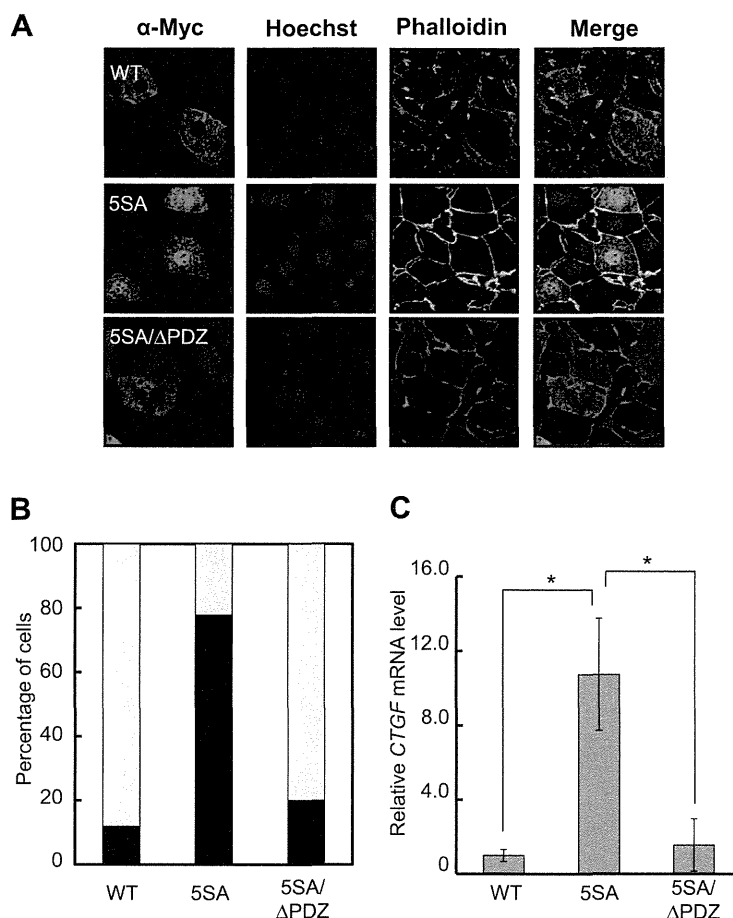 A
α-Myc Hoechst Phalloidin Merge
WT
5SA
5SA/ΔPDZ
B
Percentage of cells
100
80
60
40
20
0
WT 5SA 5SA/
ΔPDZ
C
Relative CTGF mRNA level
16.0
12.0
8.0
4.0
0
* *
WT 5SA 5SA/
ΔPDZ